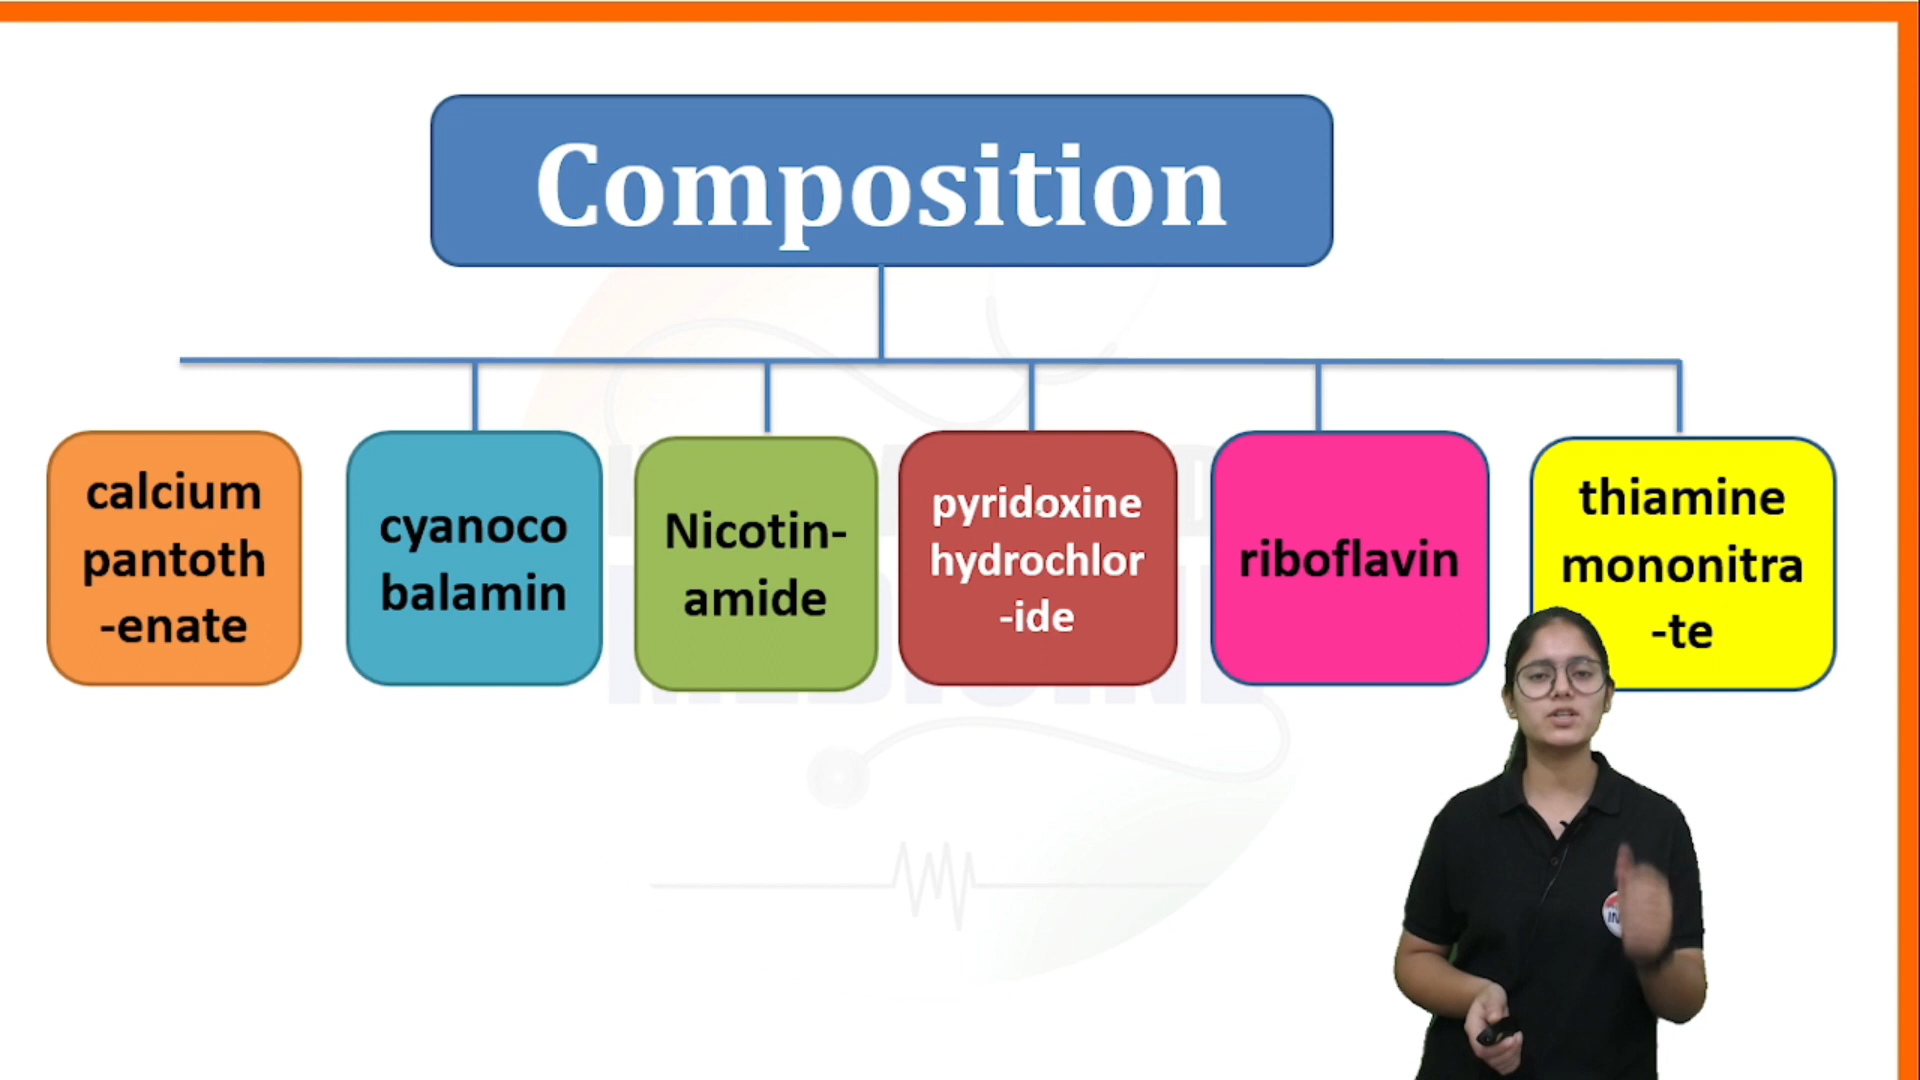 Composition
calcium
pantoth
-enate
cyanoco
balamin
Nicotin-
amide
pyridoxine
hydrochlor
-ide
riboflavin
thiamine
mononitra
-te